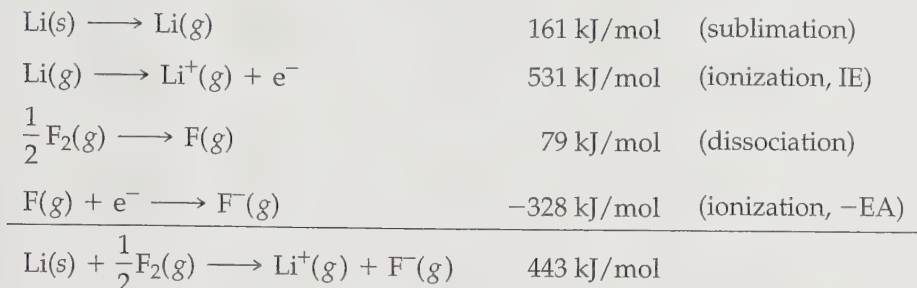 Li(s) ⟶ Li(g) 161 kJ/mol (sublimation)
Li(g) ⟶ Li⁺(g) + e⁻ 531 kJ/mol (ionization, IE)
1/2 F₂(g) ⟶ F(g) 79 kJ/mol (dissociation)
F(g) + e⁻ ⟶ F⁻(g) −328 kJ/mol (ionization, −EA)
Li(s) + 1/2 F₂(g) ⟶ Li⁺(g) + F⁻(g) 443 kJ/mol